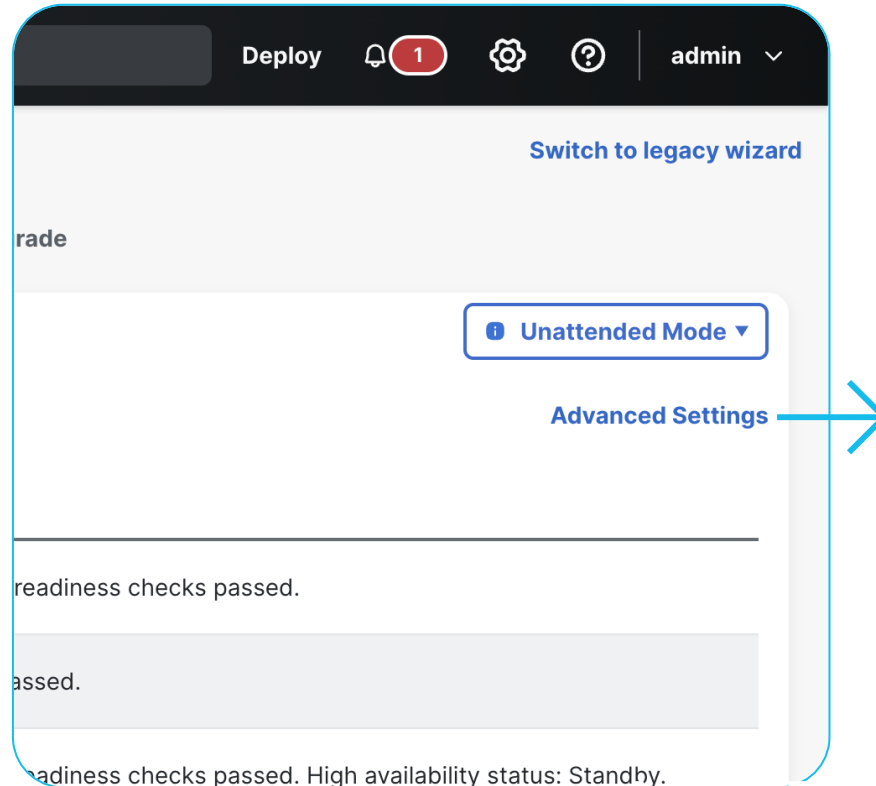 Deploy 1 admin
Switch to legacy wizard
rade
Unattended Mode
Advanced Settings
readiness checks passed.
assed.
eadiness checks passed. High availability status: Standby.